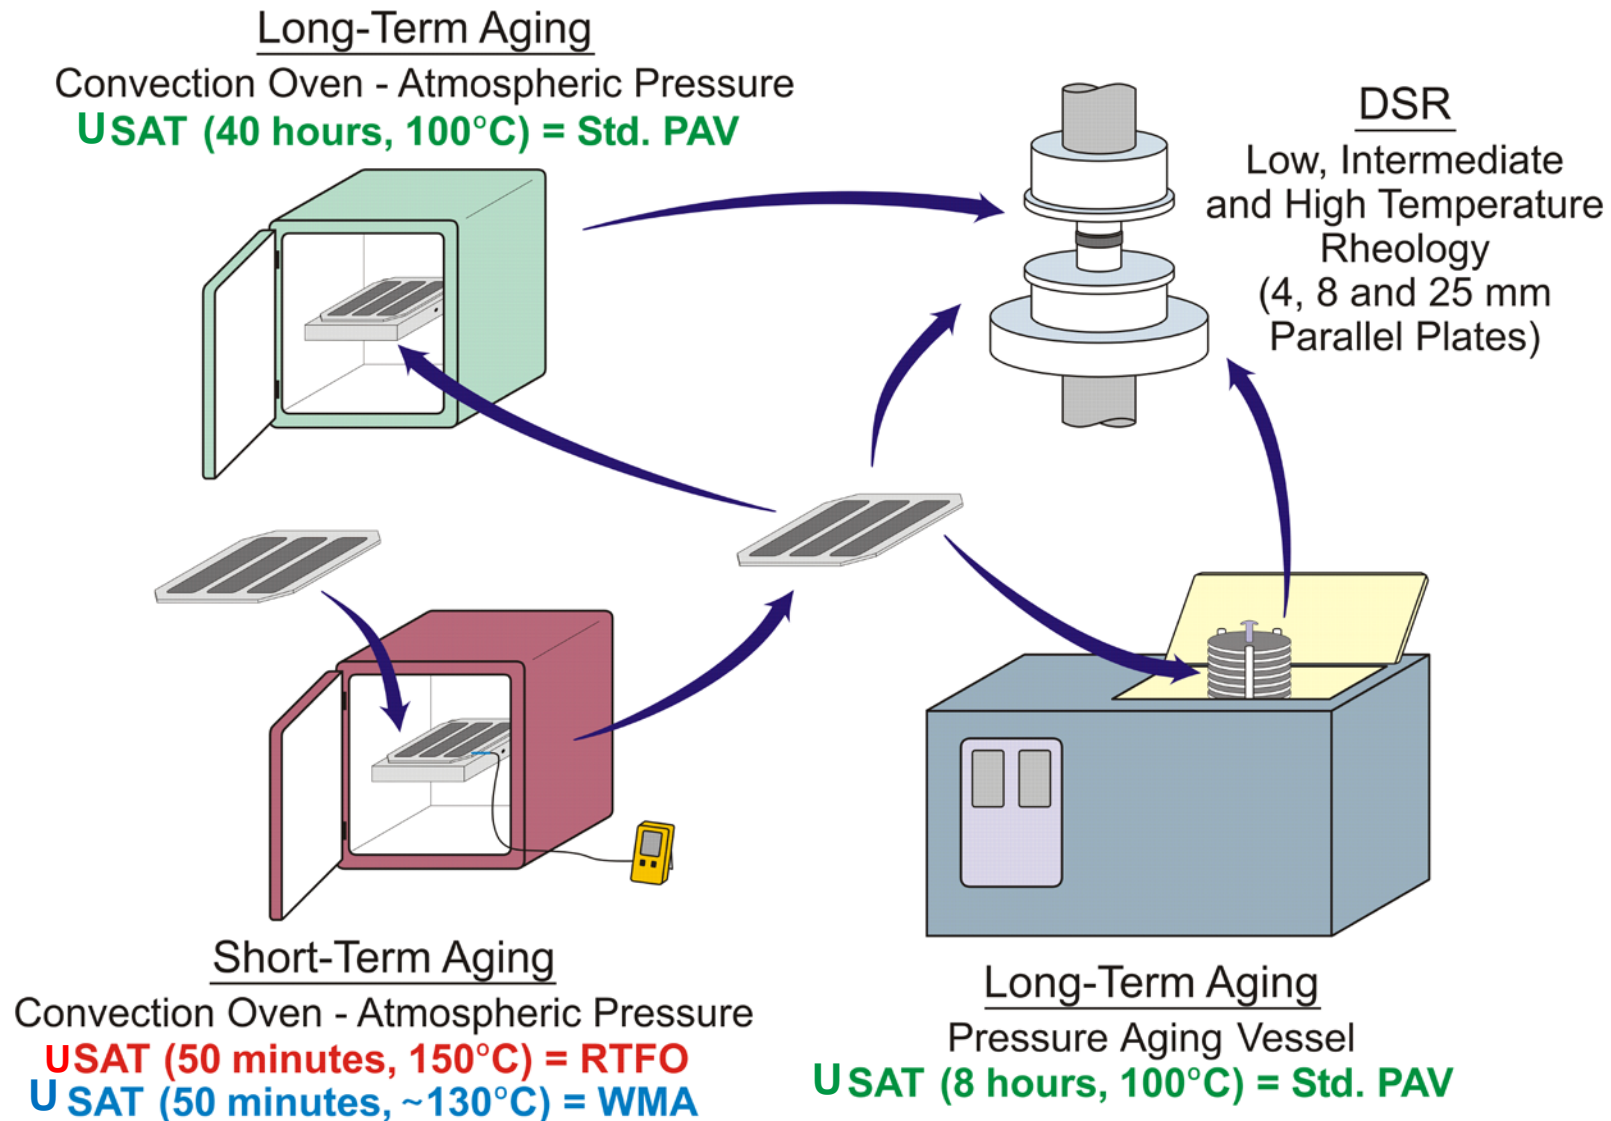 Long-Term Aging
Convection Oven - Atmospheric Pressure
USAT (40 hours, 100°C) = Std. PAV
DSR
Low, Intermediate
and High Temperature
Rheology
(4, 8 and 25 mm
Parallel Plates)
Short-Term Aging
Convection Oven - Atmospheric Pressure
USAT (50 minutes, 150°C) = RTFO
USAT (50 minutes, ~130°C) = WMA
Long-Term Aging
Pressure Aging Vessel
USAT (8 hours, 100°C) = Std. PAV